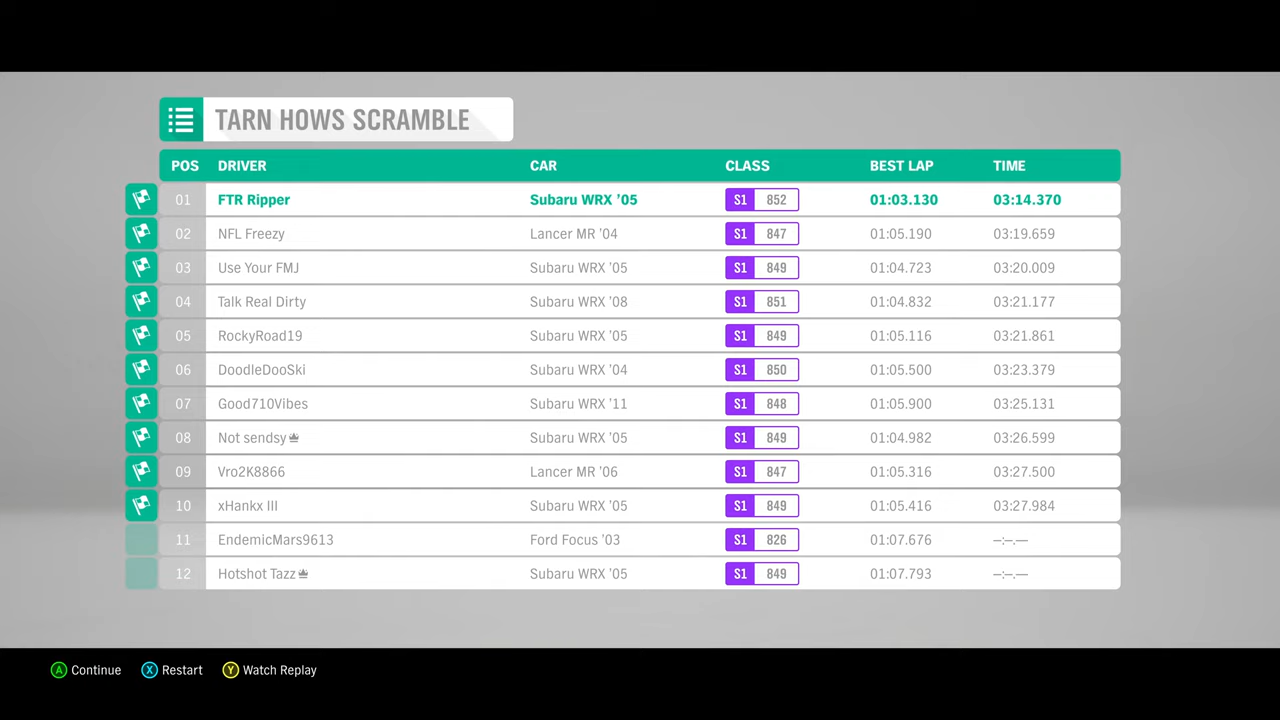 TARN HOWS SCRAMBLE
POS DRIVER CAR CLASS BEST LAP TIME
01 FTR Ripper Subaru WRX ’05 S1 852 01:03.130 03:14.370
02 NFL Freezy Lancer MR ’04 S1 847 01:05.190 03:19.659
03 Use Your FMJ Subaru WRX ’05 S1 849 01:04.723 03:20.009
04 Talk Real Dirty Subaru WRX ’08 S1 851 01:04.832 03:21.177
05 RockyRoad19 Subaru WRX ’05 S1 849 01:05.116 03:21.861
06 DoodleDooSki Subaru WRX ’04 S1 850 01:05.500 03:23.379
07 Good710Vibes Subaru WRX ’11 S1 848 01:05.900 03:25.131
08 Not sendsy Subaru WRX ’05 S1 849 01:04.982 03:26.599
09 Vro2K8866 Lancer MR ’06 S1 847 01:05.316 03:27.500
10 xHankx III Subaru WRX ’05 S1 849 01:05.416 03:27.984
11 EndemicMars9613 Ford Focus ’03 S1 826 01:07.676 –:–.–
12 Hotshot Tazz Subaru WRX ’05 S1 849 01:07.793 –:–.–
A Continue X Restart Y Watch Replay